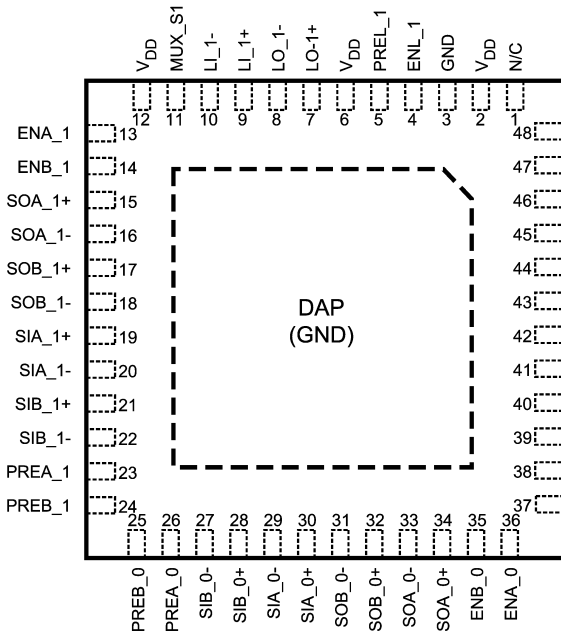 VDD
MUX_S1
LI_1-
LI_1+
LO_1-
LO-1+
VDD
PREL_1
ENL_1
GND
VDD
N/C
12 11 10 9 8 7 6 5 4 3 2 1
ENA_1 13
ENB_1 14
SOA_1+ 15
SOA_1- 16
SOB_1+ 17
SOB_1- 18
SIA_1+ 19
SIA_1- 20
SIB_1+ 21
SIB_1- 22
PREA_1 23
PREB_1 24
DAP
(GND)
48
47
46
45
44
43
42
41
40
39
38
37
25 26 27 28 29 30 31 32 33 34 35 36
PREB_0
PREA_0
SIB_0-
SIB_0+
SIA_0-
SIA_0+
SOB_0-
SOB_0+
SOA_0-
SOA_0+
ENB_0
ENA_0